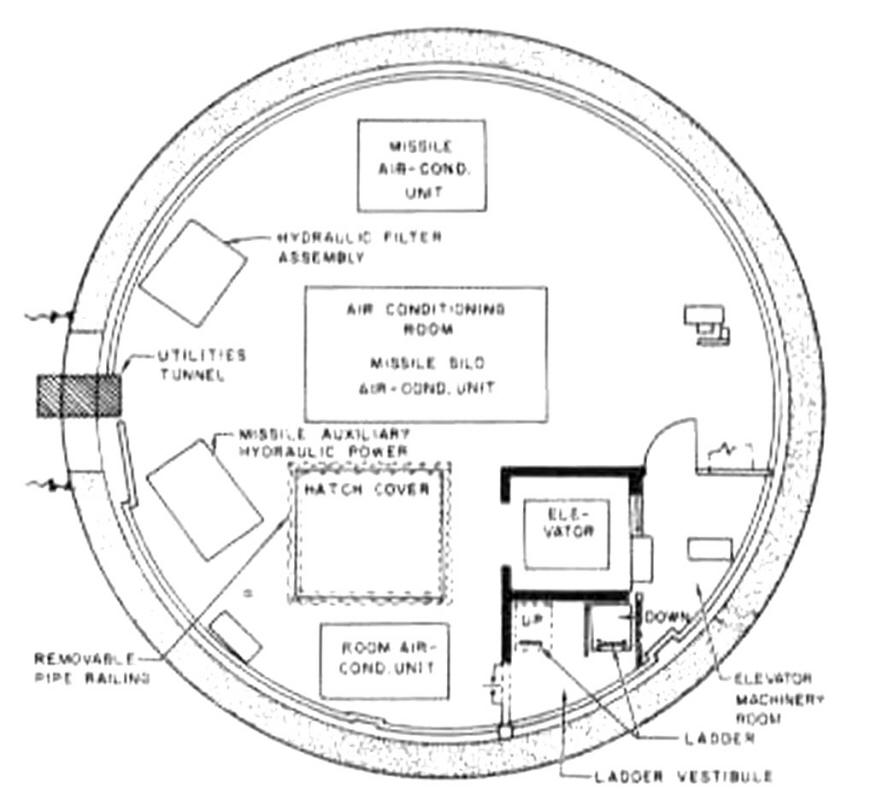 MISSILE
AIR-COND.
UNIT
HYDRAULIC FILTER
ASSEMBLY
AIR CONDITIONING
ROOM
MISSILE SILO
AIR-COND. UNIT
UTILITIES
TUNNEL
MISSILE AUXILIARY
HYDRAULIC POWER
HATCH COVER
ELE-
VATOR
UP
DOWN
ROOM AIR-
COND. UNIT
REMOVABLE
PIPE RAILING
ELEVATOR
MACHINERY
ROOM
LADDER
LADDER VESTIBULE